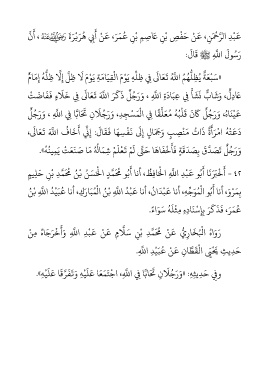 عَبْدِ الرَّحْمَنِ، عَنْ حَفْصِ بْنِ عَاصِمِ بْنِ عُمَرَ، عَنْ أَبِي هُرَيْرَةَ رَضِيَ اللَّهُ عَنْهُ، أَنَّ
رَسُولَ اللَّهِ ﷺ قَالَ:
«سَبْعَةٌ يُظِلُّهُمُ اللَّهُ تَعَالَى فِي ظِلِّهِ يَوْمَ الْقِيَامَةِ يَوْمَ لَا ظِلَّ إِلَّا ظِلُّهُ إِمَامٌ
عَادِلٌ، وَشَابٌّ نَشَأَ فِي عِبَادَةِ اللَّهِ، وَرَجُلٌ ذَكَرَ اللَّهَ تَعَالَى فِي خَلَاءٍ فَفَاضَتْ
عَيْنَاهُ، وَرَجُلٌ كَانَ قَلْبُهُ مُعَلَّقًا فِي الْمَسْجِدِ، وَرَجُلَانِ تَحَابَّا فِي اللَّهِ، وَرَجُلٌ
دَعَتْهُ امْرَأَةٌ ذَاتُ مَنْصِبٍ وَجَمَالٍ إِلَى نَفْسِهَا فَقَالَ: إِنِّي أَخَافُ اللَّهَ تَعَالَى،
وَرَجُلٌ تَصَدَّقَ بِصَدَقَةٍ فَأَخْفَاهَا حَتَّى لَمْ تَعْلَمْ شِمَالُهُ مَا صَنَعَتْ يَمِينُهُ».
٤٢ - أَخْبَرَنَا أَبُو عَبْدِ اللَّهِ الْحَافِظُ، أَنَا أَبُو مُحَمَّدٍ الْحَسَنُ بْنُ مُحَمَّدِ بْنِ حَلِيمٍ
بِمَرْوَ، أَنَا أَبُو الْمُوَجِّهِ، أَنَا عَبْدَانُ، أَنَا عَبْدُ اللَّهِ بْنُ الْمُبَارَكِ، أَنَا عُبَيْدُ اللَّهِ بْنُ
عُمَرَ، فَذَكَرَ بِإِسْنَادِهِ مِثْلَهُ سَوَاءً.
رَوَاهُ الْبُخَارِيُّ عَنْ مُحَمَّدِ بْنِ سَلَّامٍ عَنْ عَبْدِ اللَّهِ وَأَخْرَجَاهُ مِنْ
حَدِيثِ يَحْيَى الْقَطَّانِ عَنْ عُبَيْدِ اللَّهِ.
وَفِي حَدِيثِهِ: «وَرَجُلَانِ تَحَابَّا فِي اللَّهِ، اجْتَمَعَا عَلَيْهِ وَتَفَرَّقَا عَلَيْهِ».